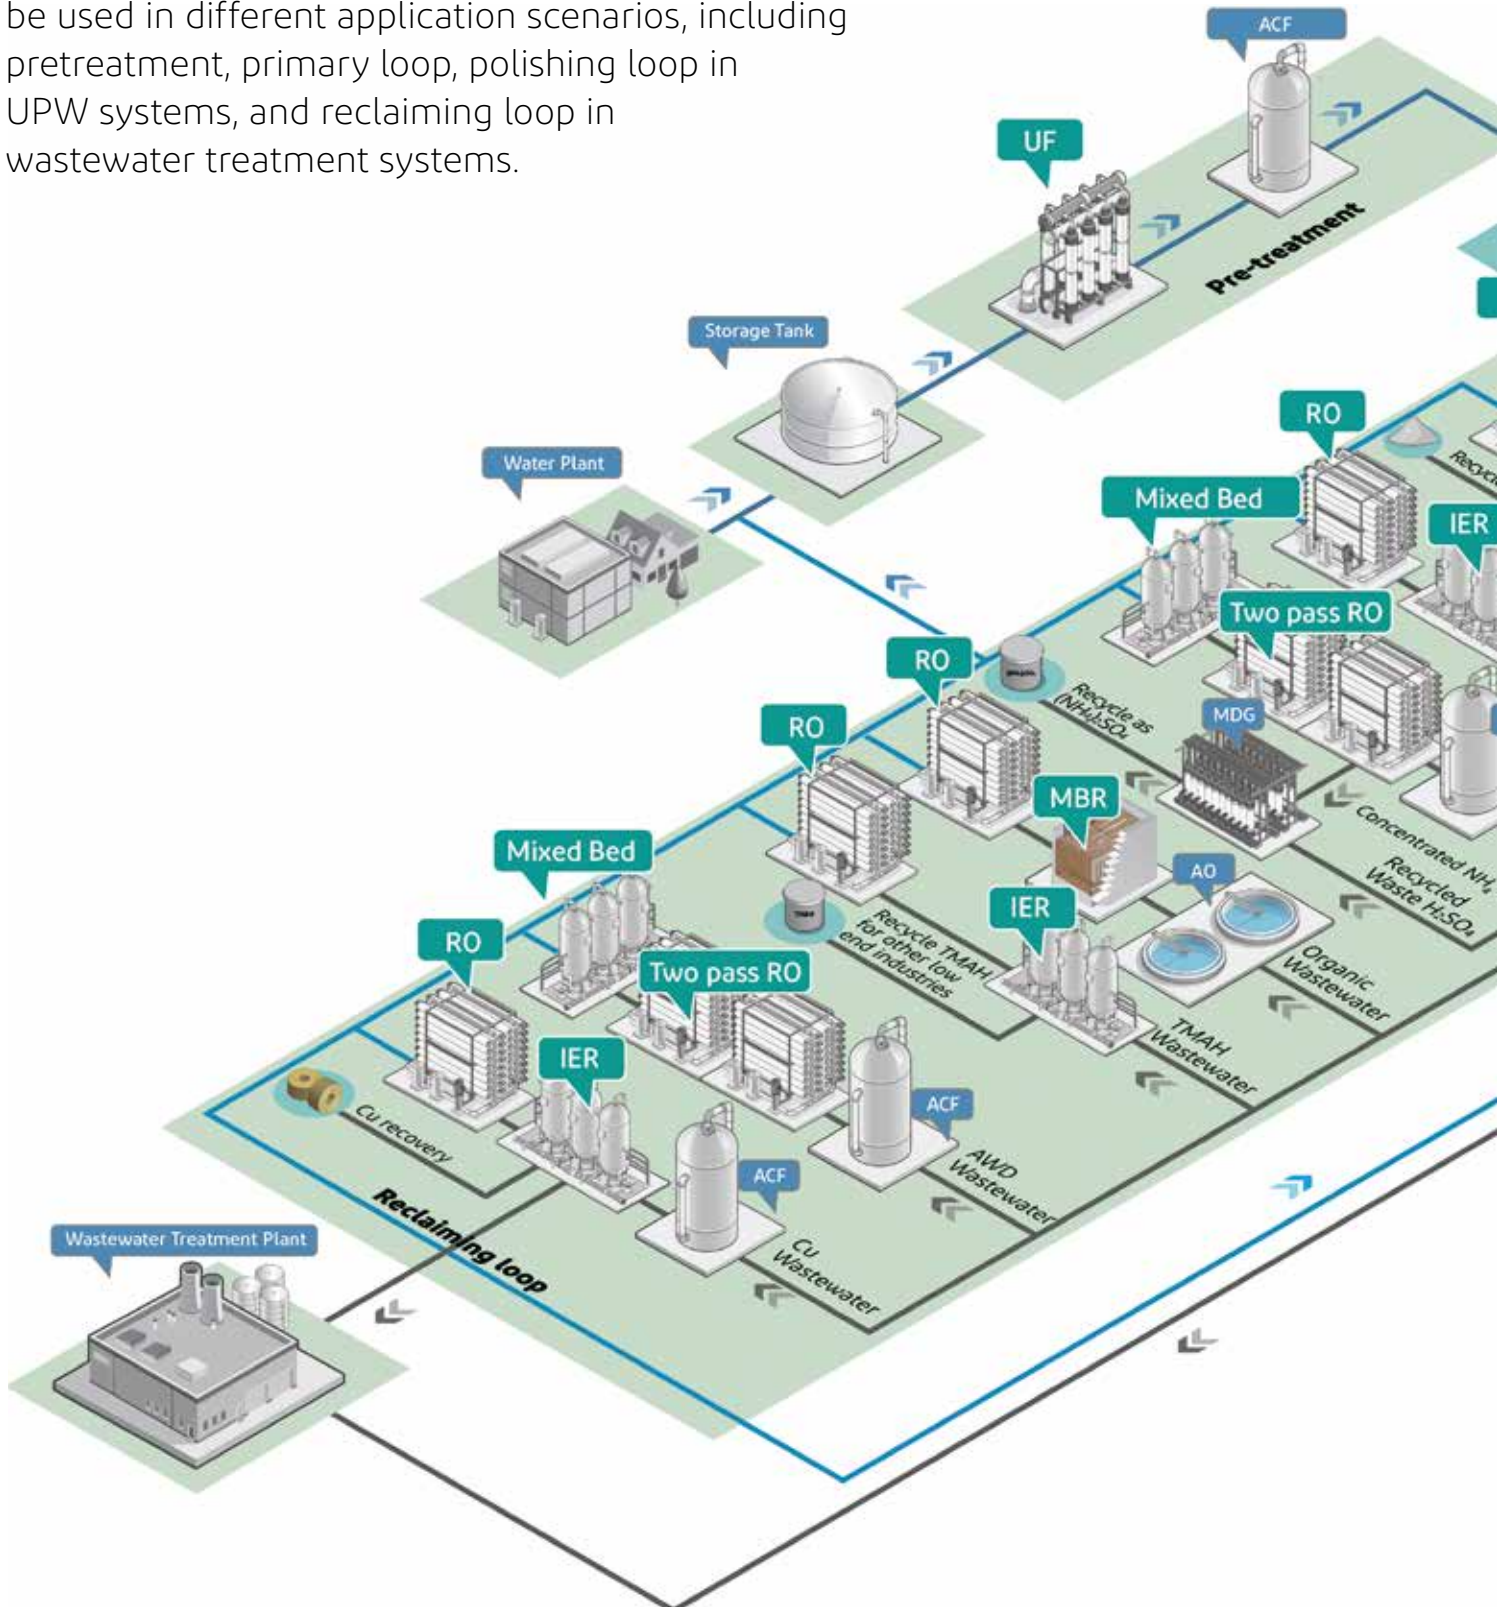 be used in different application scenarios, including
pretreatment, primary loop, polishing loop in
UPW systems, and reclaiming loop in
wastewater treatment systems.
ACF
UF
Pre-treatment
Storage Tank
Water Plant
RO
Mixed Bed
IER
Two pass RO
RO
Recycle as
(NH₄)₂SO₄
MDG
RO
MBR
Concentrated NH₄
Recycled
Waste H₂SO₄
AO
Mixed Bed
IER
Recycle TMAH
for other low
end industries
Organic
Wastewater
RO
Two pass RO
TMAH
Wastewater
IER
ACF
Cu recovery
AWD
Wastewater
ACF
Reclaiming loop
Cu
Wastewater
Wastewater Treatment Plant